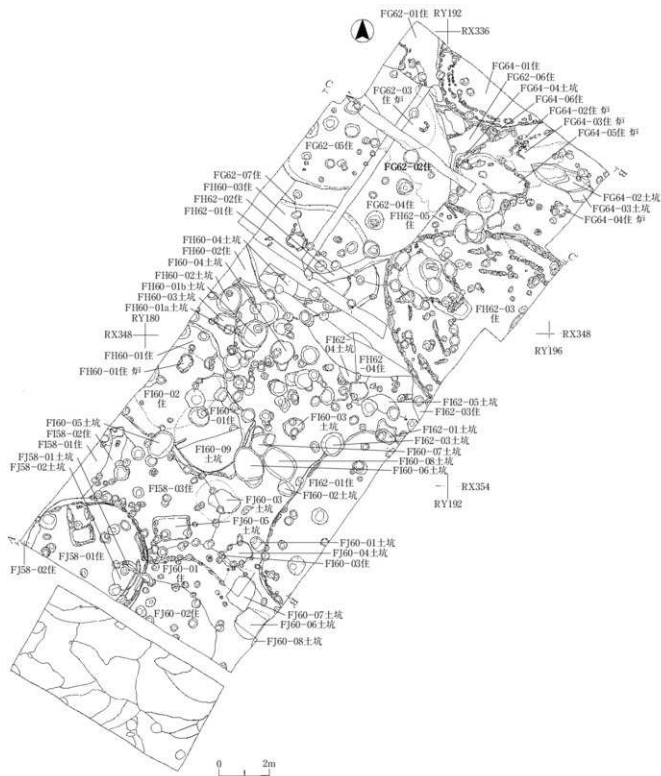 FG62-01住
RY192
RX336
FG64-01住
FG62-06住
FG64-04土坑
FG64-06住
FG64-02住 炉
FG64-03住 炉
FG64-05住 炉
FG62-03
住 炉
C
FG62-05住
FG62-02住
FG62-07住
FH60-03住
FH62-02住
FH62-01住
FG62-04住
FH62-05
住
FG64-02土坑
FG64-03土坑
FG64-04住 炉
FH60-04土坑
FH60-02住
FI60-04土坑
FH60-02土坑
FH60-01b土坑
FH60-03土坑
FH60-01a土坑
RY180
RX348
C
FH62-03
住
RX348
RY196
FH60-01住
FH60-01住 炉
FI62-
04土坑
FH62
-04住
FI60-02
住
FI60
-01住
FI60-03
土坑
FI62-05土坑
FI62-03住
FI62-01土坑
FI62-03土坑
FI60-07土坑
FI60-08土坑
FI60-06土坑
FI60-05土坑
FI58-02住
FI58-01住
FJ58-01土坑
FJ58-02土坑
FI60-09
土坑
FI62-01住
FI60-02土坑
RX354
RY192
FI58-03住
FJ60-03
土坑
FJ60-05
土坑
FJ60-01土坑
FJ60-04土坑
FI60-03住
A
FJ58-01住
FJ58-02住
FJ60-01
住
FJ60-02住
FJ60-07土坑
FJ60-06土坑
FJ60-08土坑
0 2m